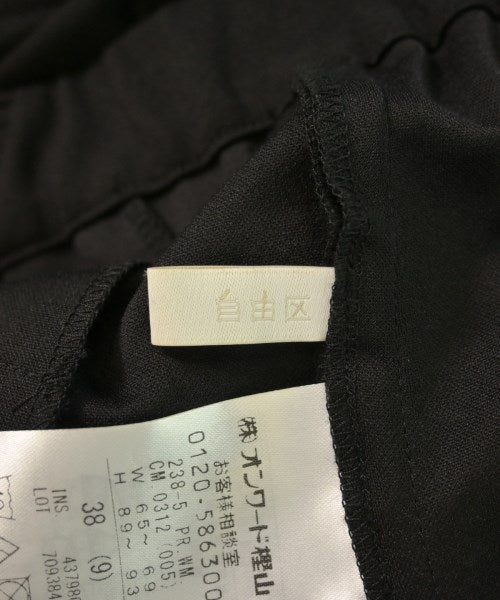 自由区
㈱オンワード樫山
お客様相談室
0120-586300
238-5 PR.WM
CM 0312 (005)
W 65~ 69
H 89~ 93
38 (9)
INS
LOT